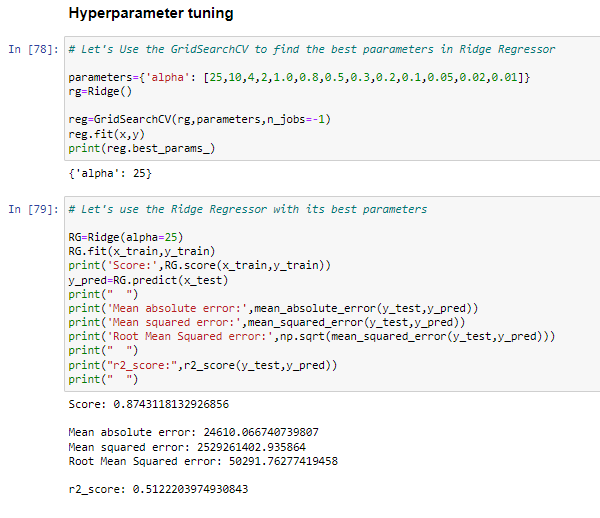 Hyperparameter tuning
In [78]: # Let's Use the GridSearchCV to find the best paarameters in Ridge Regressor
parameters={'alpha': [25,10,4,2,1.0,0.8,0.5,0.3,0.2,0.1,0.05,0.02,0.01]}
rg=Ridge()
reg=GridSearchCV(rg,parameters,n_jobs=-1)
reg.fit(x,y)
print(reg.best_params_)
{'alpha': 25}
In [79]: # Let's use the Ridge Regressor with its best parameters
RG=Ridge(alpha=25)
RG.fit(x_train,y_train)
print('Score:',RG.score(x_train,y_train))
y_pred=RG.predict(x_test)
print("  ")
print('Mean absolute error:',mean_absolute_error(y_test,y_pred))
print('Mean squared error:',mean_squared_error(y_test,y_pred))
print('Root Mean Squared error:',np.sqrt(mean_squared_error(y_test,y_pred)))
print("  ")
print("r2_score:",r2_score(y_test,y_pred))
print("  ")
Score: 0.8743118132926856
Mean absolute error: 24610.066740739807
Mean squared error: 2529261402.935864
Root Mean Squared error: 50291.76277419458
r2_score: 0.5122203974930843